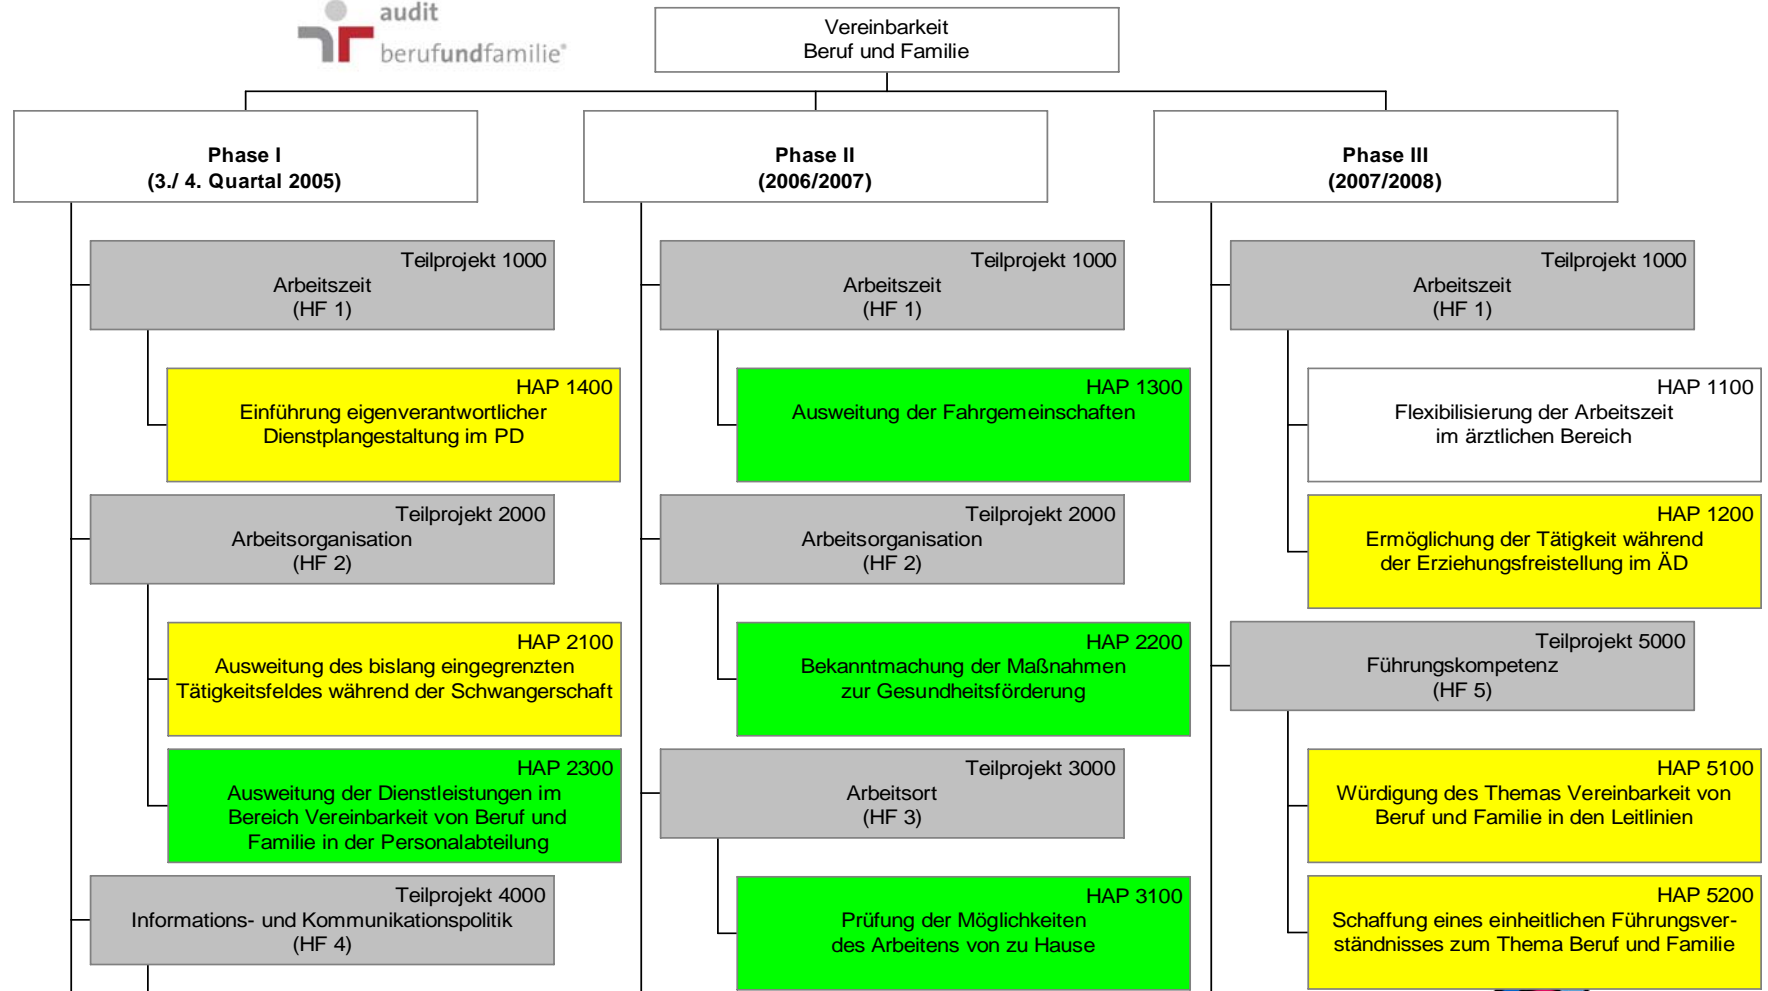 audit
berufundfamilie®
Vereinbarkeit
Beruf und Familie
Phase I
(3./ 4. Quartal 2005)
Teilprojekt 1000
Arbeitszeit
(HF 1)
HAP 1400
Einführung eigenverantwortlicher
Dienstplangestaltung im PD
Teilprojekt 2000
Arbeitsorganisation
(HF 2)
HAP 2100
Ausweitung des bislang eingegrenzten
Tätigkeitsfeldes während der Schwangerschaft
HAP 2300
Ausweitung der Dienstleistungen im
Bereich Vereinbarkeit von Beruf und
Familie in der Personalabteilung
Teilprojekt 4000
Informations- und Kommunikationspolitik
(HF 4)
Phase II
(2006/2007)
Teilprojekt 1000
Arbeitszeit
(HF 1)
HAP 1300
Ausweitung der Fahrgemeinschaften
Teilprojekt 2000
Arbeitsorganisation
(HF 2)
HAP 2200
Bekanntmachung der Maßnahmen
zur Gesundheitsförderung
Teilprojekt 3000
Arbeitsort
(HF 3)
HAP 3100
Prüfung der Möglichkeiten
des Arbeitens von zu Hause
Phase III
(2007/2008)
Teilprojekt 1000
Arbeitszeit
(HF 1)
HAP 1100
Flexibilisierung der Arbeitszeit
im ärztlichen Bereich
HAP 1200
Ermöglichung der Tätigkeit während
der Erziehungsfreistellung im ÄD
Teilprojekt 5000
Führungskompetenz
(HF 5)
HAP 5100
Würdigung des Themas Vereinbarkeit von
Beruf und Familie in den Leitlinien
HAP 5200
Schaffung eines einheitlichen Führungsver-
ständnisses zum Thema Beruf und Familie